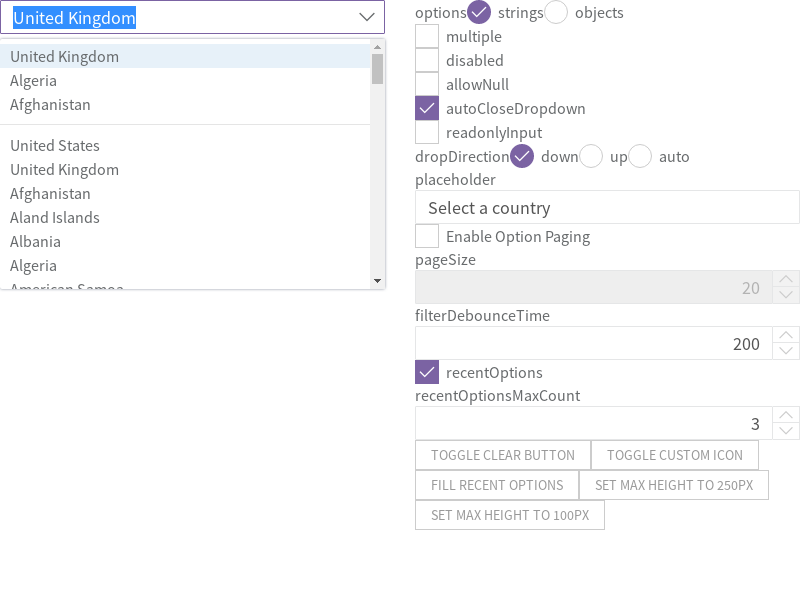 United Kingdom
United Kingdom
Algeria
Afghanistan
United States
United Kingdom
Afghanistan
Aland Islands
Albania
Algeria
American Samoa
options strings objects
multiple
disabled
allowNull
autoCloseDropdown
readonlyInput
dropDirection down up auto
placeholder
Select a country
Enable Option Paging
pageSize
20
filterDebounceTime
200
recentOptions
recentOptionsMaxCount
3
TOGGLE CLEAR BUTTON TOGGLE CUSTOM ICON
FILL RECENT OPTIONS SET MAX HEIGHT TO 250PX
SET MAX HEIGHT TO 100PX